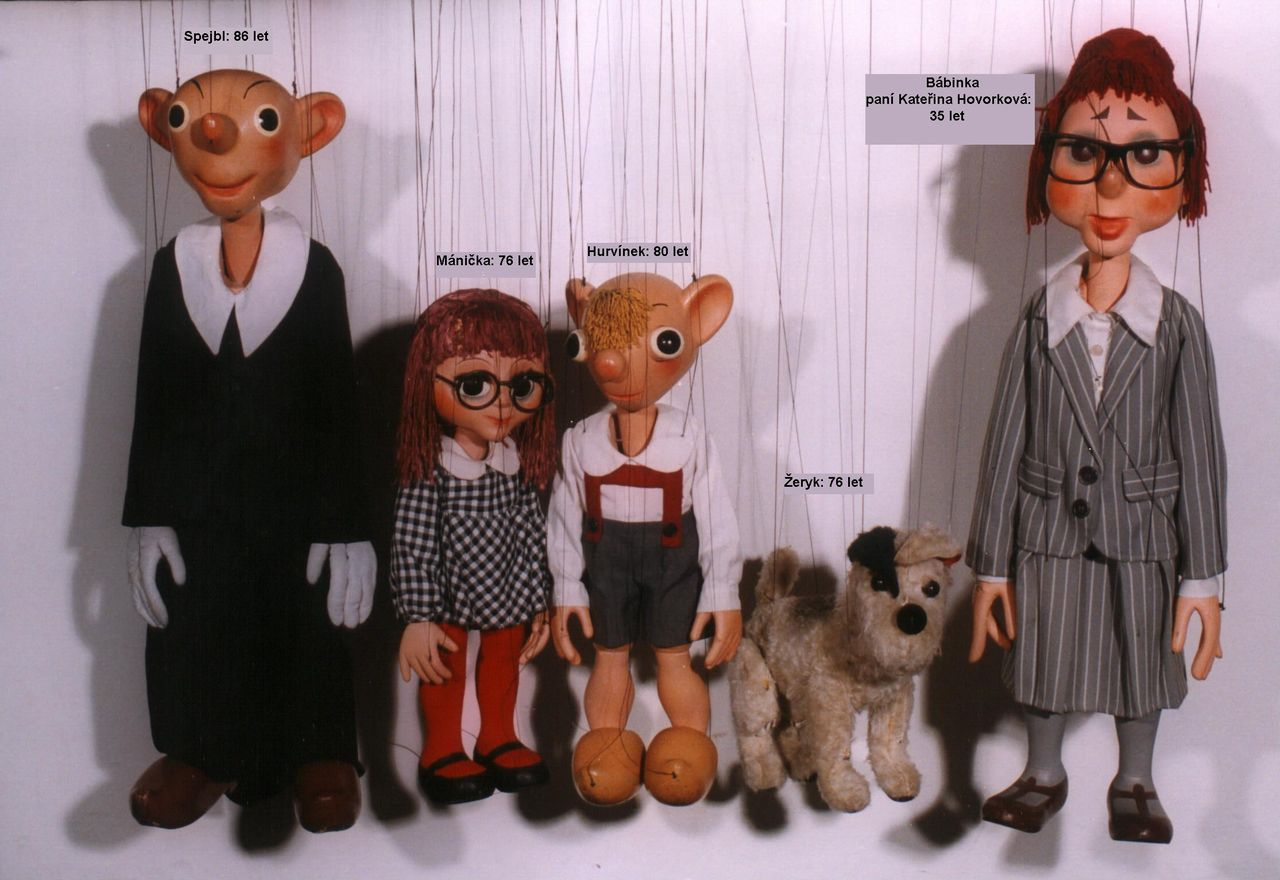 Spejbl: 86 let
Mánička: 76 let
Hurvínek: 80 let
Žeryk: 76 let
Bábinka
paní Kateřina Hovorková:
35 let